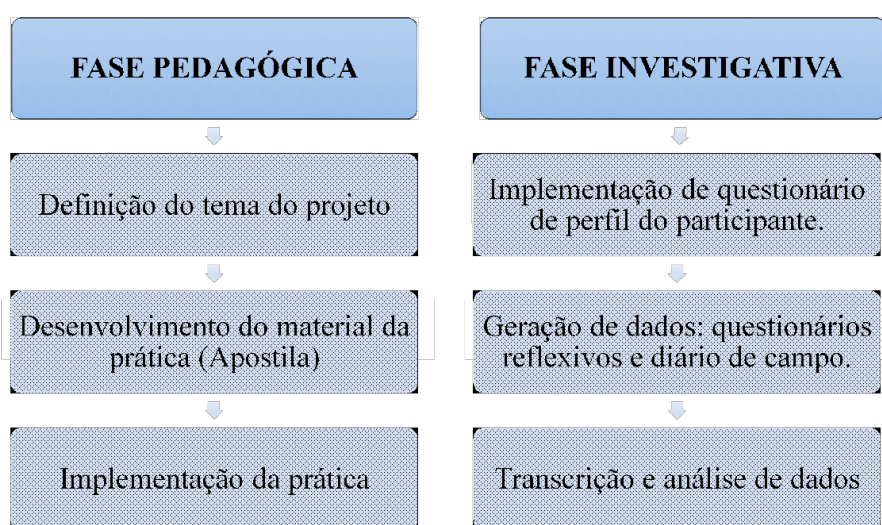 FASE PEDAGÓGICA
Definição do tema do projeto
Desenvolvimento do material da
prática (Apostila)
Implementação da prática
FASE INVESTIGATIVA
Implementação de questionário
de perfil do participante.
Geração de dados: questionários
reflexivos e diário de campo.
Transcrição e análise de dados